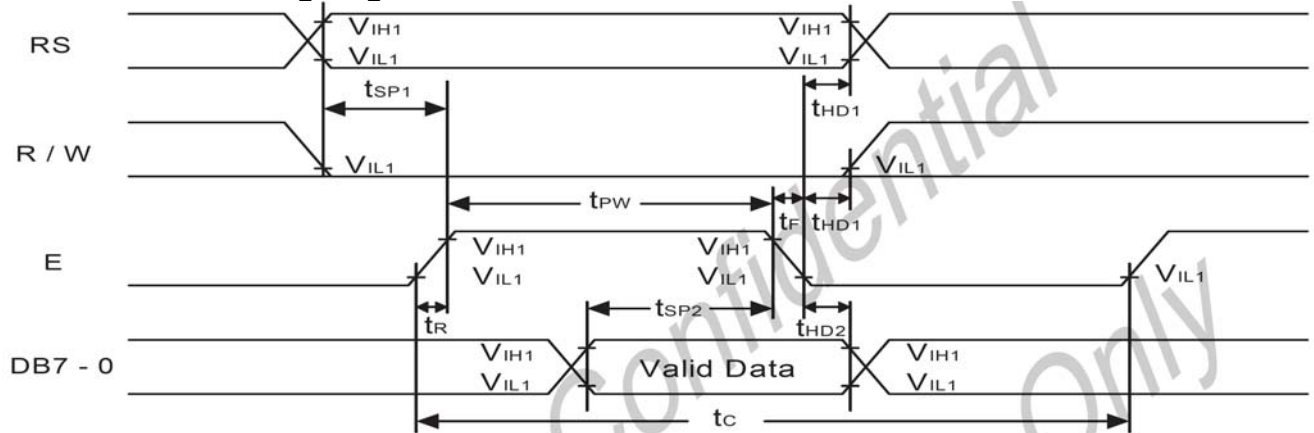 RS
VIH1 VIH1
VIL1 VIL1
tSP1 tHD1
R / W
VIL1 VIL1
tPW tF tHD1
E
VIH1 VIH1
VIL1 VIL1 VIL1
tR tSP2 tHD2
DB7 - 0
VIH1 Valid Data VIH1
VIL1 VIL1
tC
Confidential
Only